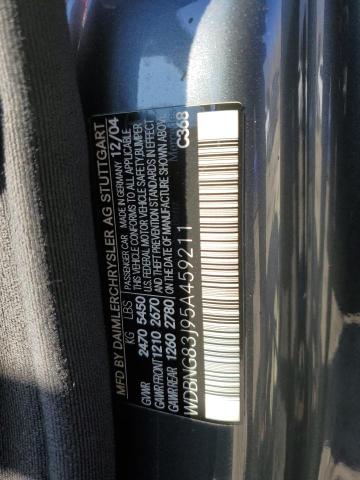 MFD BY DAIMLERCHRYSLER AG STUTTGART
KG LBS PASSENGER CAR MADE IN GERMANY 12/04
GVWR 2470 5450 THIS VEHICLE CONFORMS TO ALL APPLICABLE
GAWR FRONT 1210 2670 U.S. FEDERAL MOTOR VEHICLE SAFETY BUMPER
GAWR REAR 1260 2780 AND THEFT PREVENTION STANDARDS IN EFFECT
ON THE DATE OF MANUFACTURE SHOWN ABOVE.
C368
WDBNG83J95A459211